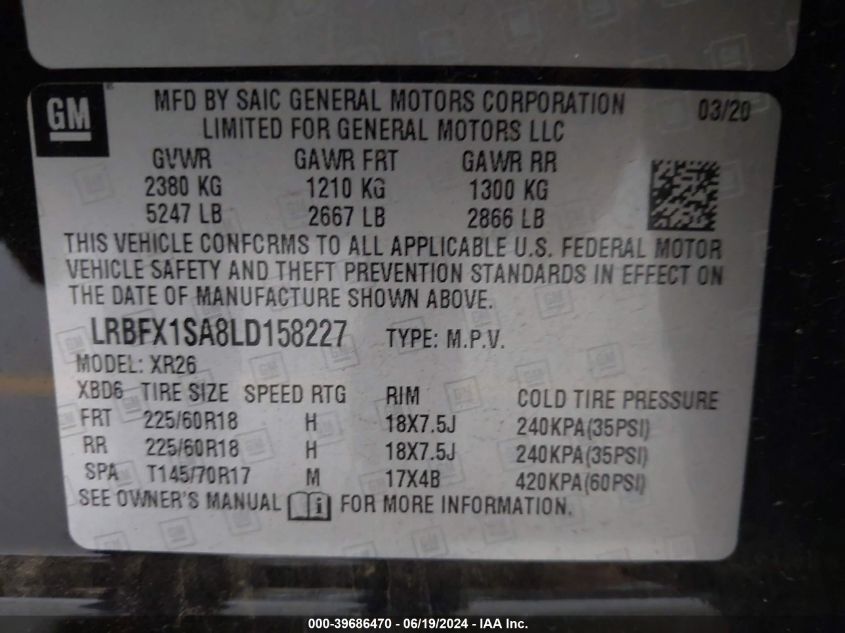 GM
MFD BY SAIC GENERAL MOTORS CORPORATION 03/20
LIMITED FOR GENERAL MOTORS LLC
GVWR GAWR FRT GAWR RR
2380 KG 1210 KG 1300 KG
5247 LB 2667 LB 2866 LB
THIS VEHICLE CONFORMS TO ALL APPLICABLE U.S. FEDERAL MOTOR
VEHICLE SAFETY AND THEFT PREVENTION STANDARDS IN EFFECT ON
THE DATE OF MANUFACTURE SHOWN ABOVE.
LRBFX1SA8LD158227 TYPE: M.P.V.
MODEL: XR26
XBD6 TIRE SIZE SPEED RTG RIM COLD TIRE PRESSURE
FRT 225/60R18 H 18X7.5J 240KPA(35PSI)
RR 225/60R18 H 18X7.5J 240KPA(35PSI)
SPA T145/70R17 M 17X4B 420KPA(60PSI)
SEE OWNER'S MANUAL i FOR MORE INFORMATION.
000-39686470 - 06/19/2024 - IAA Inc.